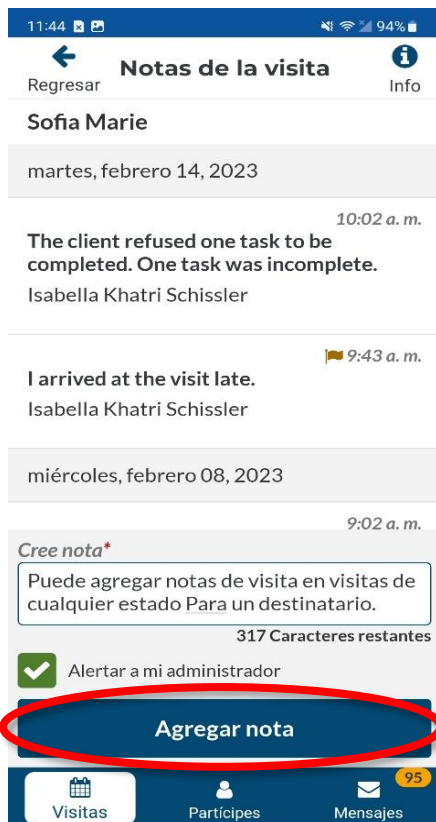 11:44 94%
Regresar Notas de la visita Info
Sofia Marie
martes, febrero 14, 2023
10:02 a. m.
The client refused one task to be
completed. One task was incomplete.
Isabella Khatri Schissler
9:43 a. m.
I arrived at the visit late.
Isabella Khatri Schissler
miércoles, febrero 08, 2023
9:02 a. m.
Cree nota*
Puede agregar notas de visita en visitas de
cualquier estado Para un destinatario.
317 Caracteres restantes
Alertar a mi administrador
Agregar nota
95
Visitas Partícipes Mensajes